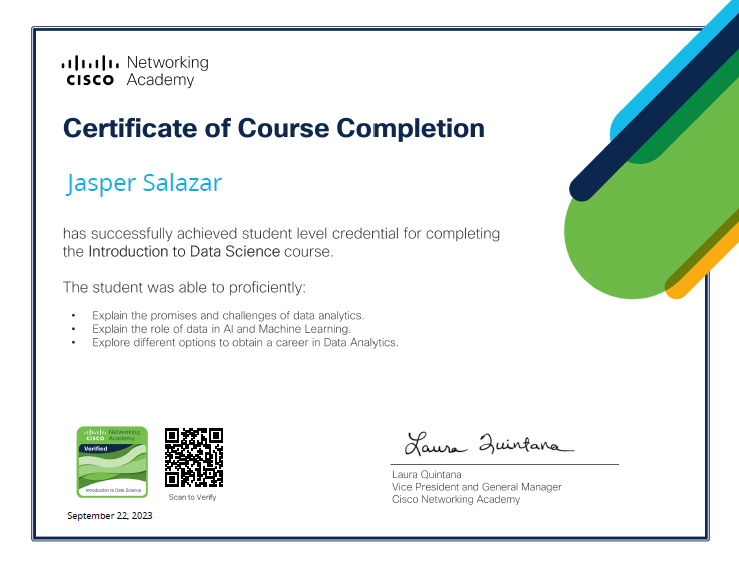 Networking
CISCO Academy
Certificate of Course Completion
Jasper Salazar
has successfully achieved student level credential for completing
the Introduction to Data Science course.
The student was able to proficiently:
• Explain the promises and challenges of data analytics.
• Explain the role of data in AI and Machine Learning.
• Explore different options to obtain a career in Data Analytics.
Networking
CISCO Academy
Verified
Introduction to Data Science
Scan to Verify
September 22, 2023
Laura Quintana
Laura Quintana
Vice President and General Manager
Cisco Networking Academy